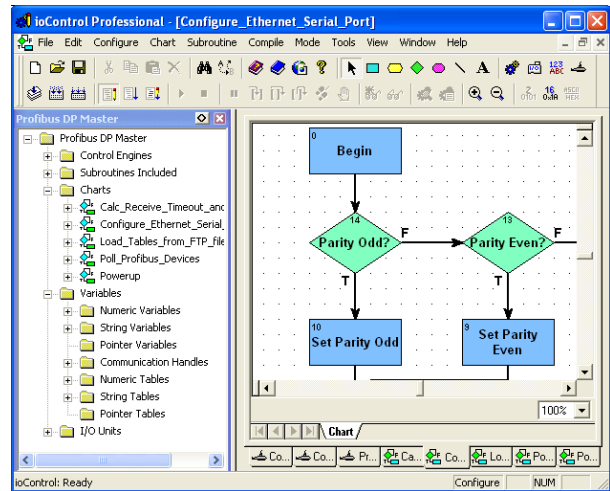 ioControl Professional - [Configure_Ethernet_Serial_Port]
File Edit Configure Chart Subroutine Compile Mode Tools View Window Help
Profibus DP Master
Profibus DP Master
Control Engines
Subroutines Included
Charts
Calc_Receive_Timeout_and
Configure_Ethernet_Serial_
Load_Tables_from_FTP_file
Poll_Profibus_Devices
Powerup
Variables
Numeric Variables
String Variables
Pointer Variables
Communication Handles
Numeric Tables
String Tables
Pointer Tables
I/O Units
0
Begin
14
Parity Odd?
F
13
Parity Even?
F
T
T
10
Set Parity Odd
9
Set Parity
Even
100%
Chart
Co... Co... Pr... Ca... Co... Lo... Po... Po...
ioControl: Ready
Configure NUM